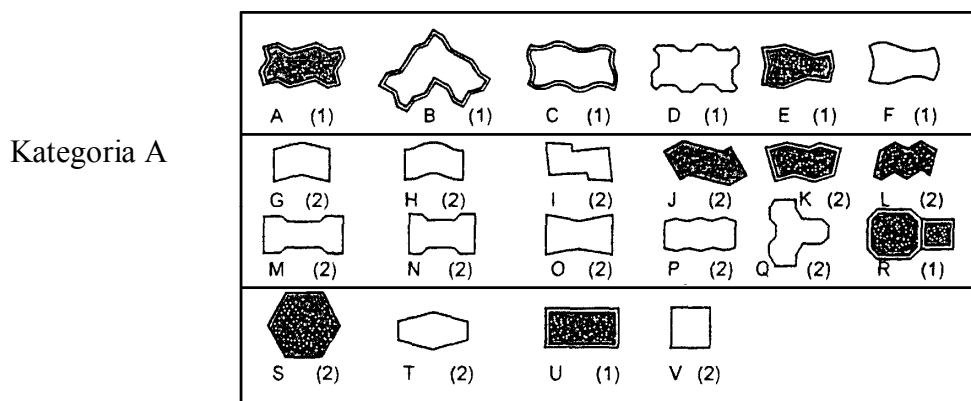 A (1) B (1) C (1) D (1) E (1) F (1)
Kategoria A
G (2) H (2) I (2) J (2) K (2) L (2)
M (2) N (2) O (2) P (2) Q (2) R (1)
S (2) T (2) U (1) V (2)